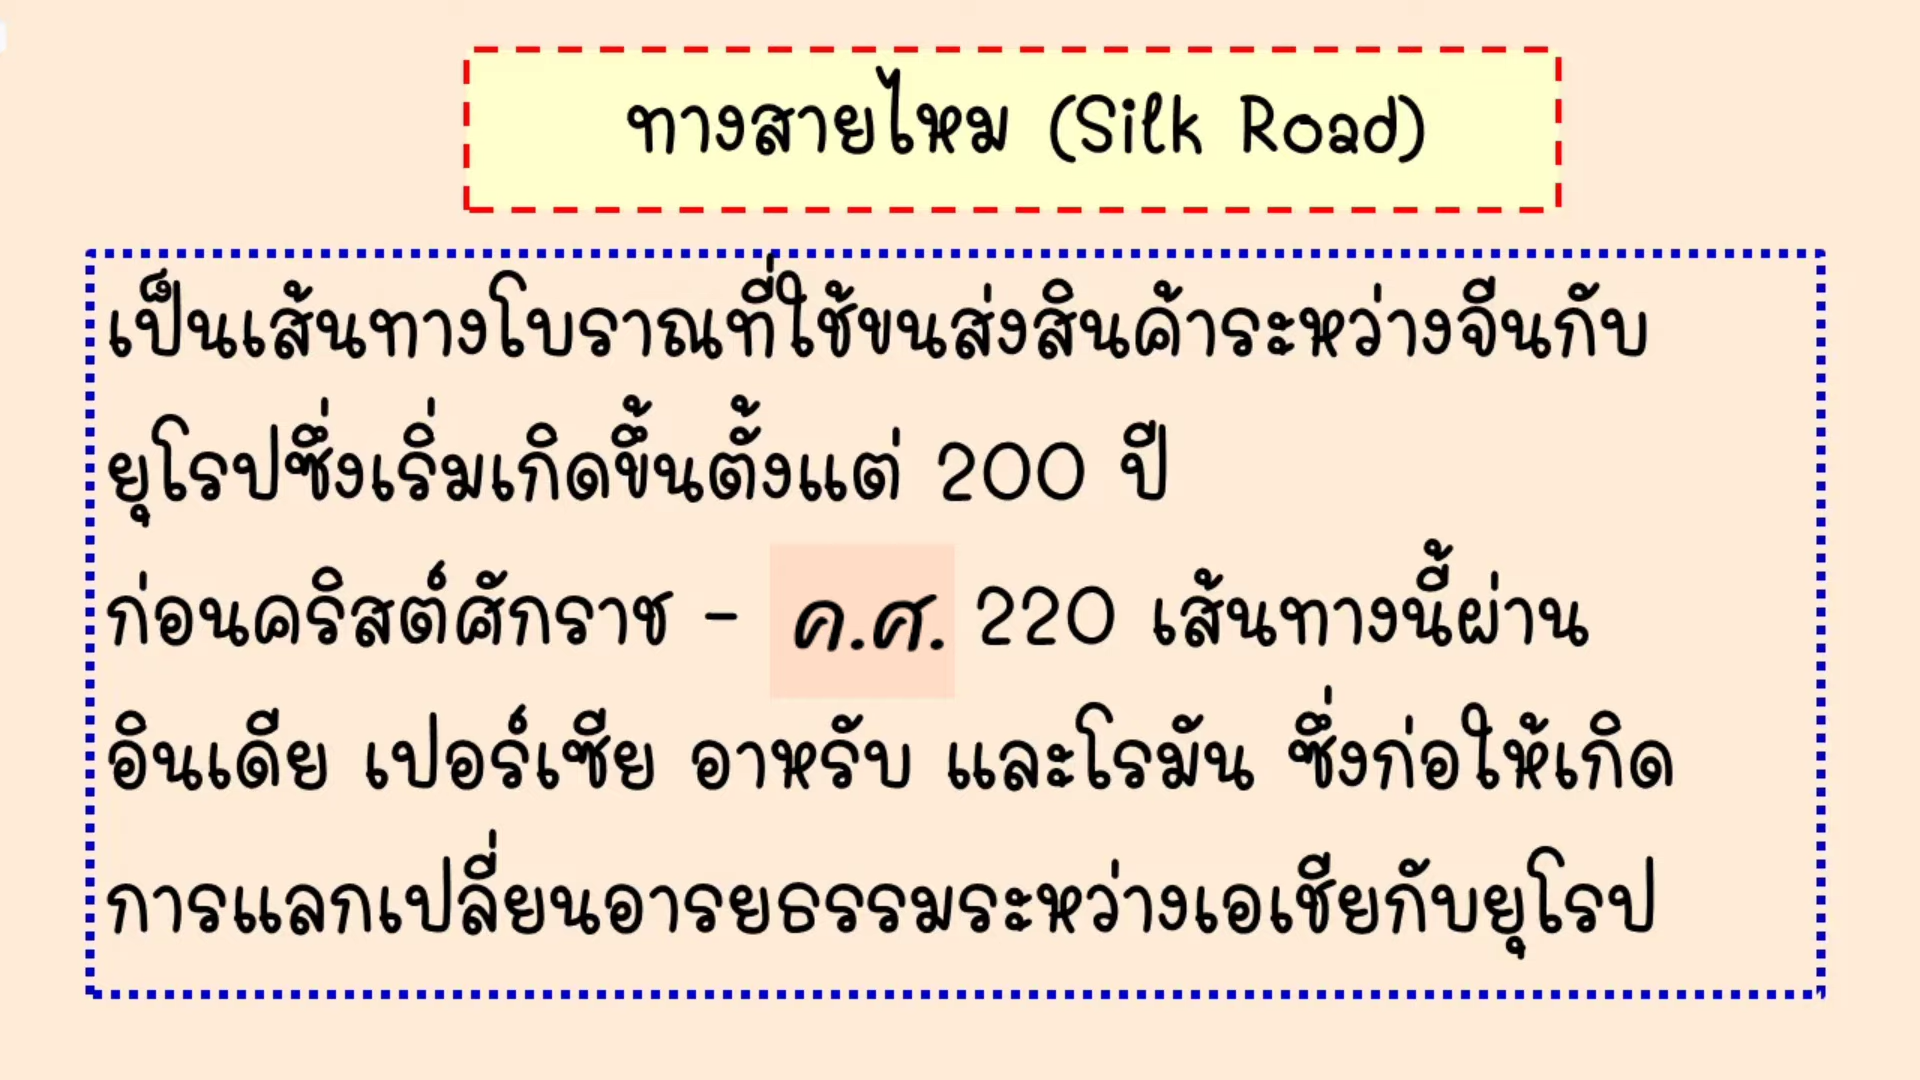 ทางสายไหม (Silk Road)
เป็นเส้นทางโบราณที่ใช้ขนส่งสินค้าระหว่างจีนกับ
ยุโรปซึ่งเริ่มเกิดขึ้นตั้งแต่ 200 ปี
ก่อนคริสต์ศักราช - ค.ศ. 220 เส้นทางนี้ผ่าน
อินเดีย เปอร์เซีย อาหรับ และโรมัน ซึ่งก่อให้เกิด
การแลกเปลี่ยนอารยธรรมระหว่างเอเชียกับยุโรป